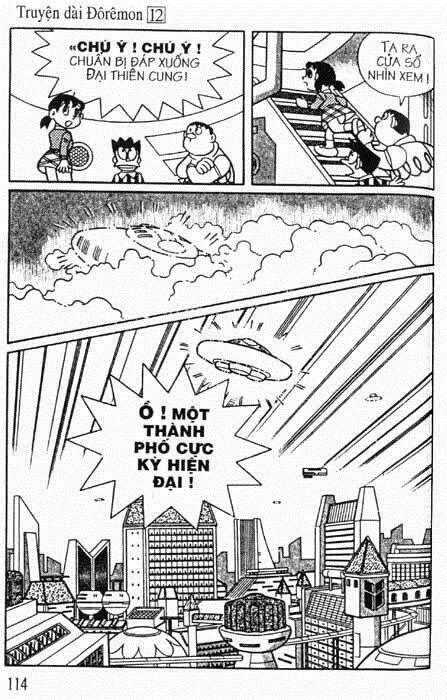 Truyện dài Đôrêmon 12
«CHÚ Ý ! CHÚ Ý !
CHUẨN BỊ ĐÁP XUỐNG
ĐẠI THIÊN CUNG!
TA RA
CỬA SỔ
NHÌN XEM !
Ồ ! MỘT
THÀNH
PHỐ CỰC
KỲ HIỆN
ĐẠI !
114